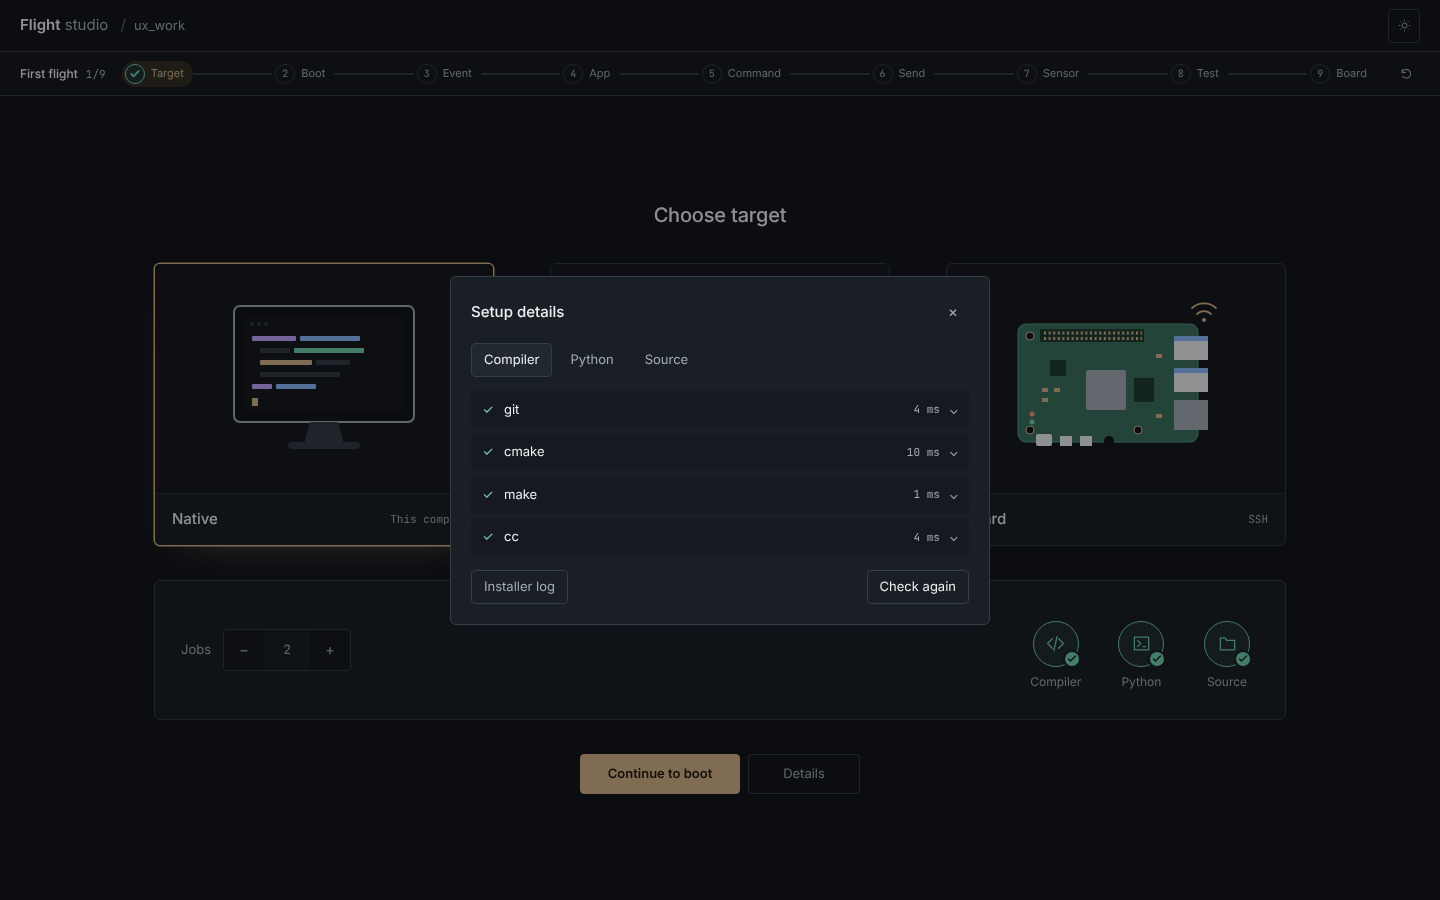 Flight studio / ux_work
First flight 1/9 Target 2 Boot 3 Event 4 App 5 Command 6 Send 7 Sensor 8 Test 9 Board
Choose target
Setup details ×
Compiler Python Source
git 4 ms
cmake 10 ms
make 1 ms
cc 4 ms
Installer log Check again
Native This comp
rd SSH
Jobs − 2 +
Compiler Python Source
Continue to boot Details